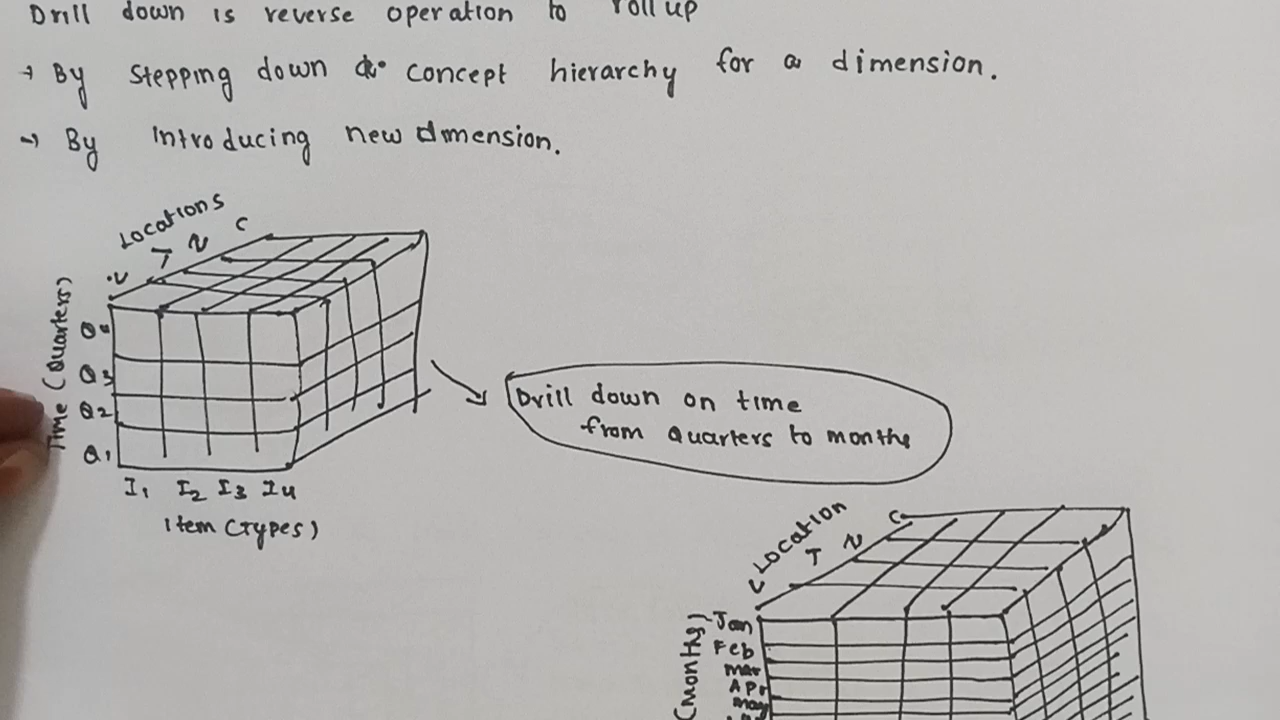 Drill down is reverse operation to roll up
→ By stepping down concept hierarchy for a dimension.
→ By Introducing new dmension.
Locations
V T N C
Time (Quarters)
Q4
Q3
Q2
Q1
I1 I2 I3 I4
Item (Types)
Drill down on time
from Quarters to months
Location
T N C
(months)
Jan
Feb
mar
APr
may